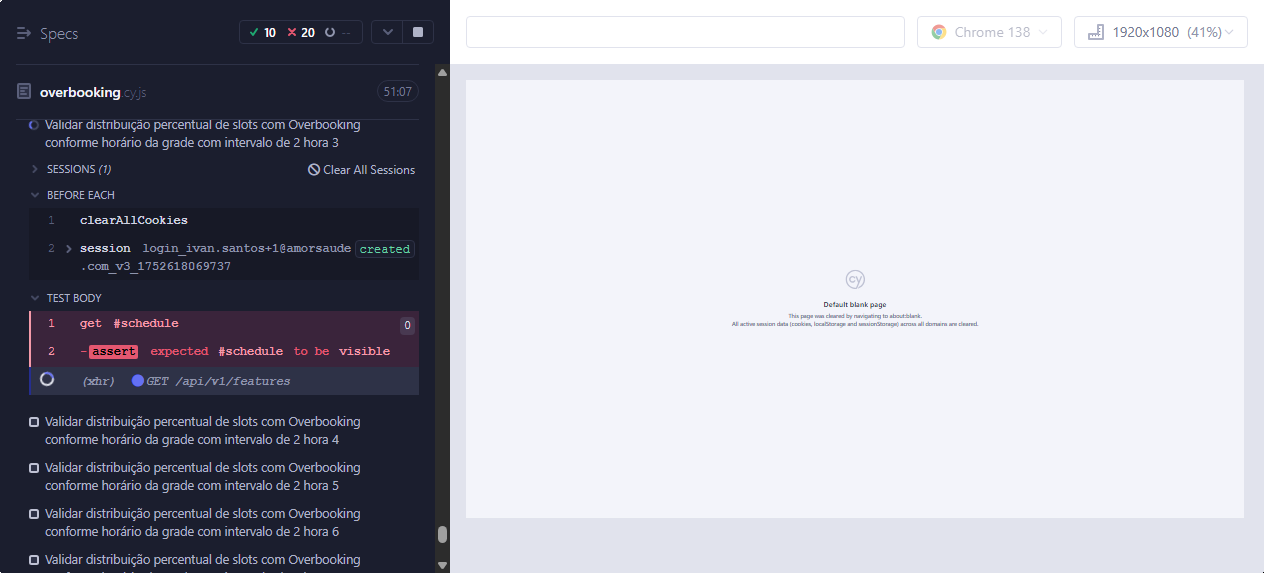 Specs
10 20 --
Chrome 138
1920x1080 (41%)
overbooking.cy.js
51:07
Validar distribuição percentual de slots com Overbooking
conforme horário da grade com intervalo de 2 hora 3
SESSIONS (1)
Clear All Sessions
BEFORE EACH
1 clearAllCookies
2 session login_ivan.santos+1@amorsaude created
.com_v3_1752618069737
TEST BODY
1 get #schedule 0
2 -assert expected #schedule to be visible
(xhr) GET /api/v1/features
Validar distribuição percentual de slots com Overbooking
conforme horário da grade com intervalo de 2 hora 4
Validar distribuição percentual de slots com Overbooking
conforme horário da grade com intervalo de 2 hora 5
Validar distribuição percentual de slots com Overbooking
conforme horário da grade com intervalo de 2 hora 6
Validar distribuição percentual de slots com Overbooking
cy
Default blank page
This page was cleared by navigating to about:blank.
All active session data (cookies, localStorage and sessionStorage) across all domains are cleared.